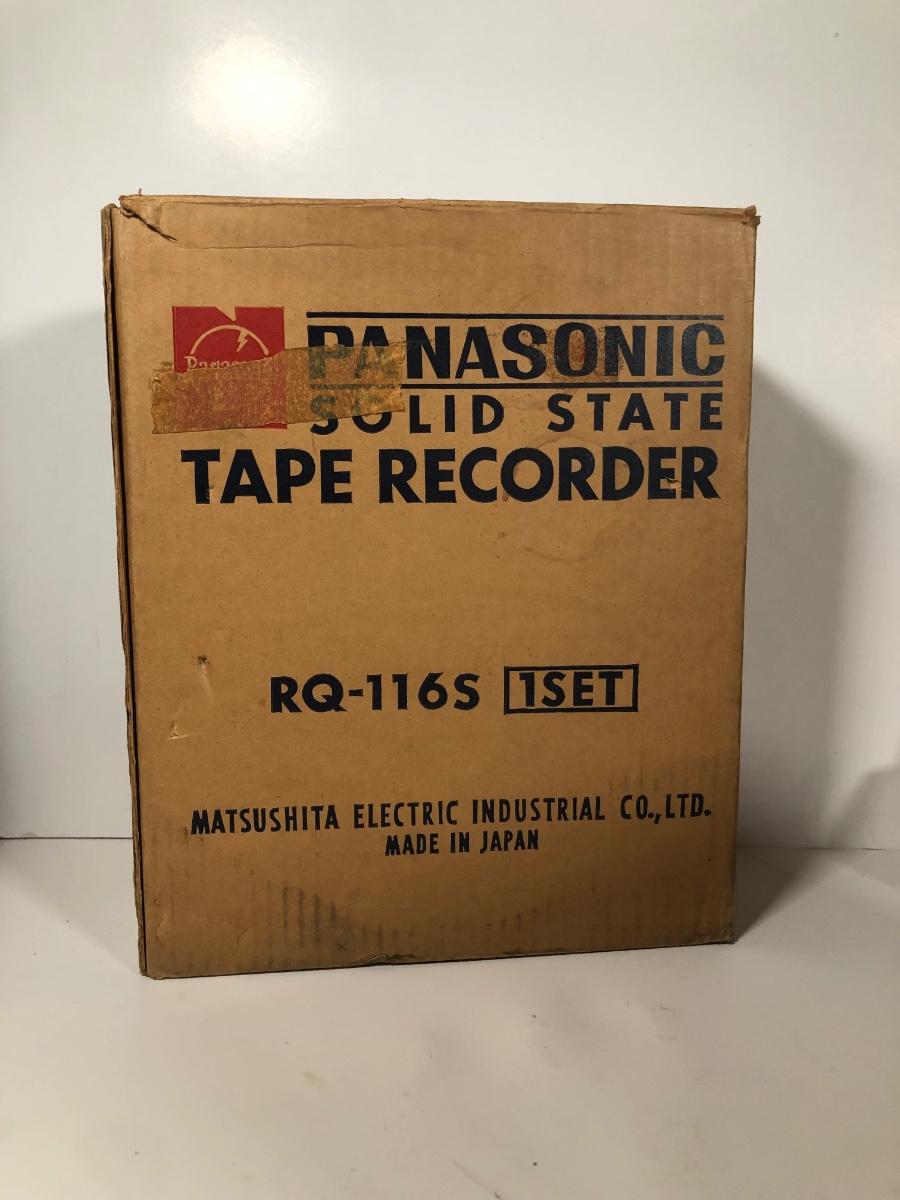 PANASONIC
SOLID STATE
TAPE RECORDER
RQ-116S 1SET
MATSUSHITA ELECTRIC INDUSTRIAL CO., LTD.
MADE IN JAPAN